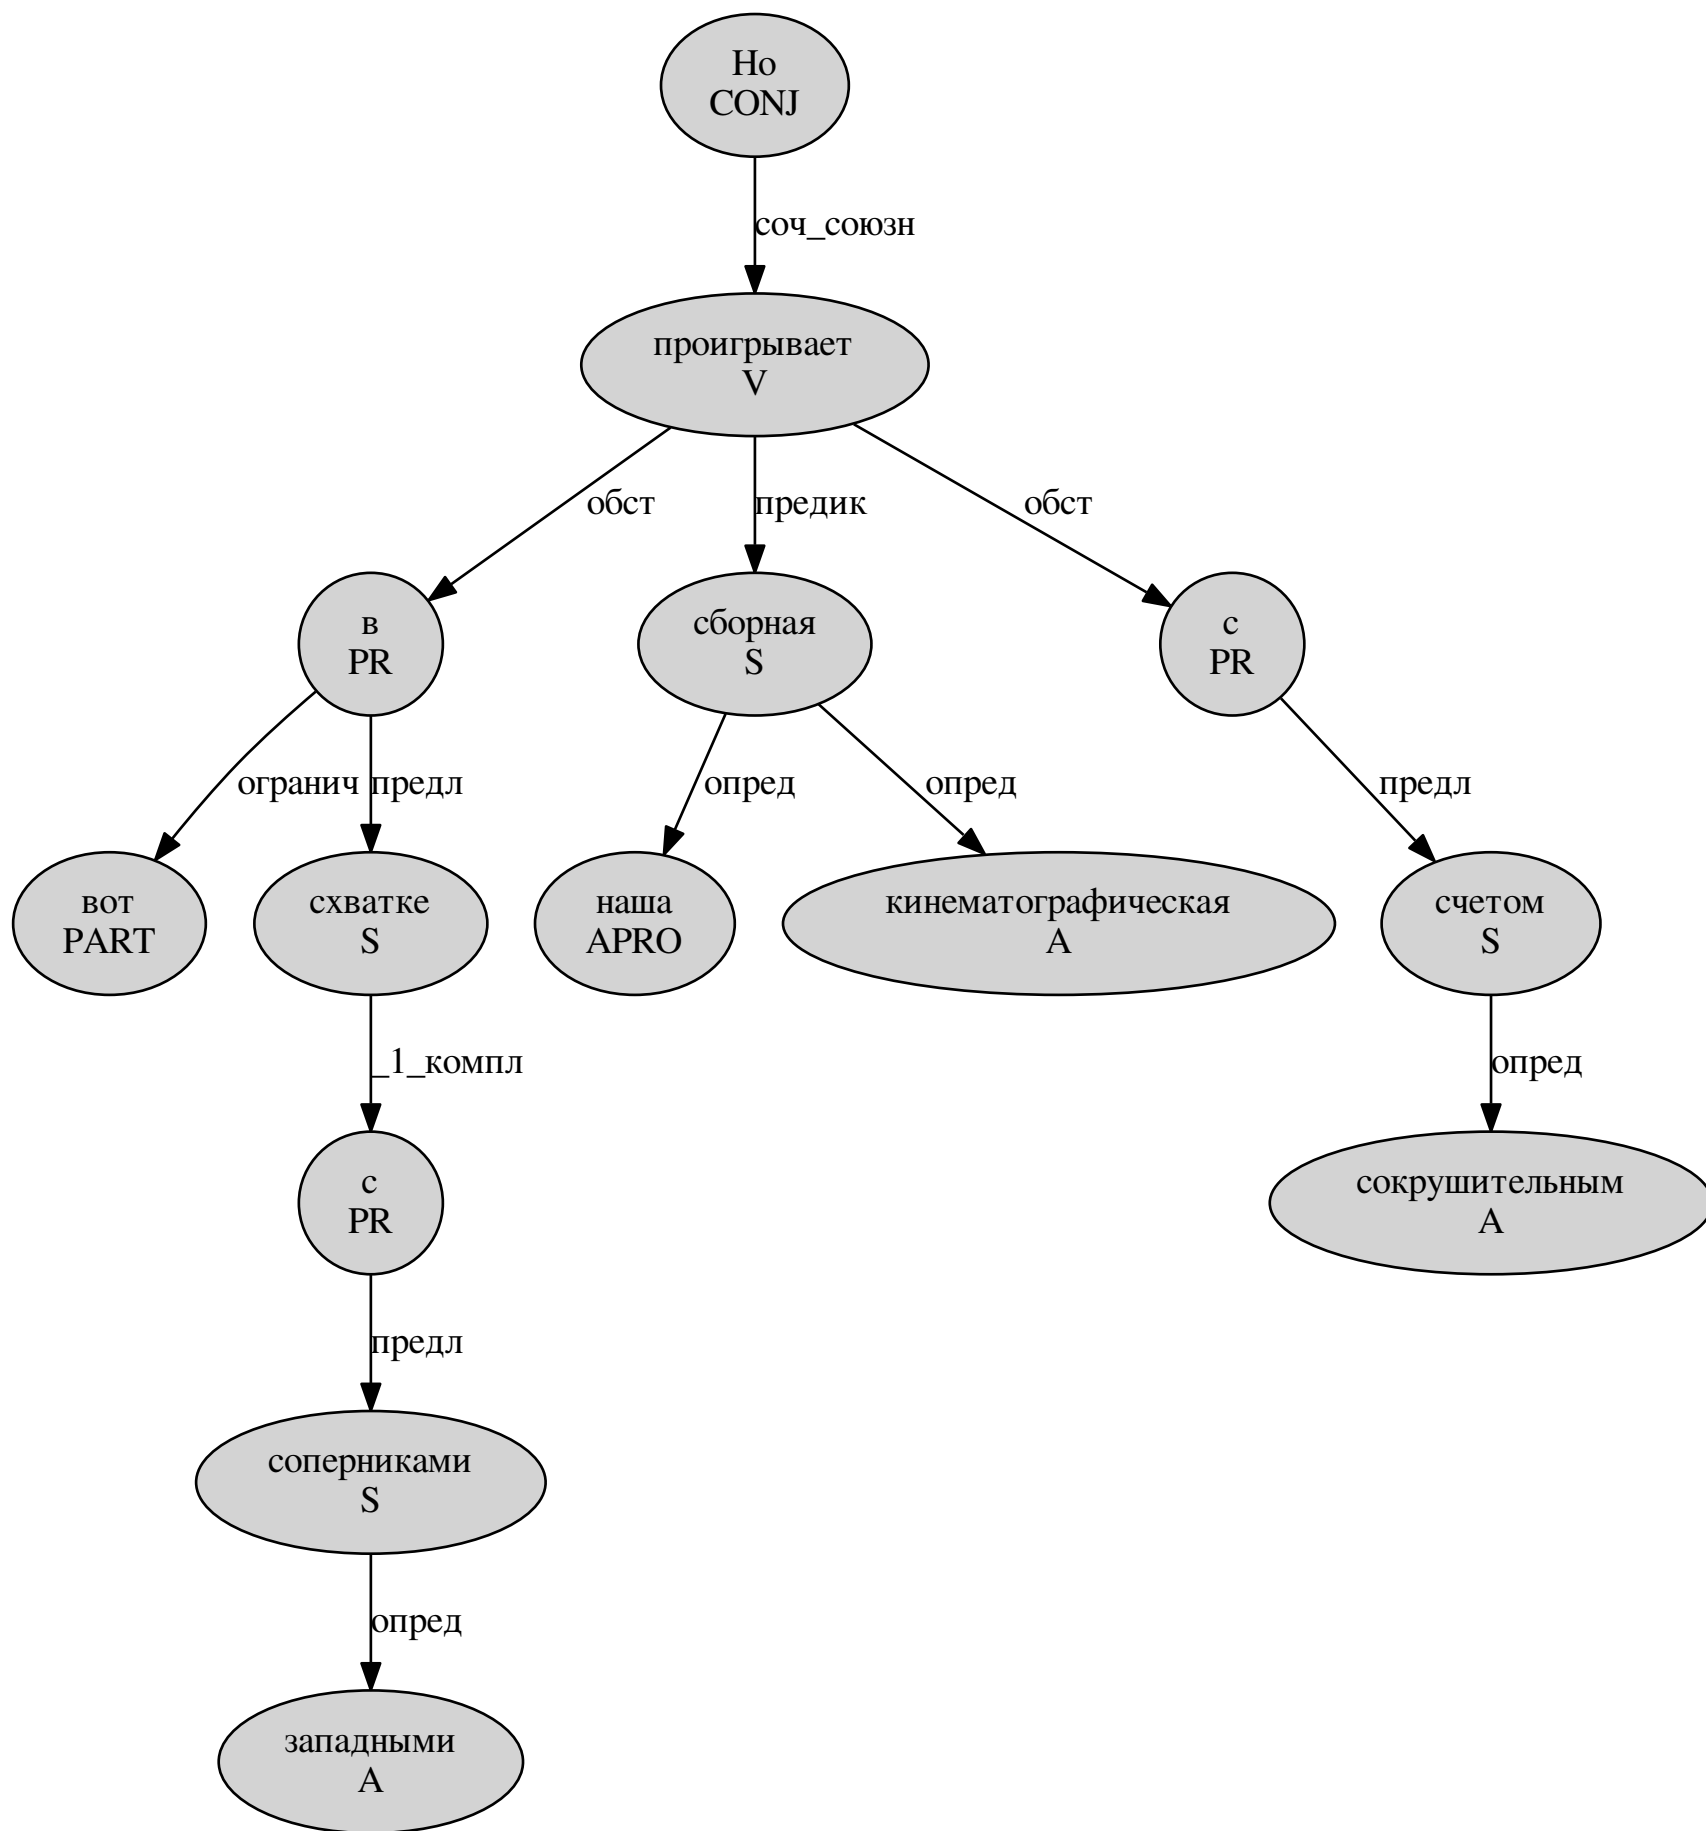 Но
CONJ
соч_союзн
проигрывает
V
обст
предик
обст
в
PR
сборная
S
с
PR
огранич
предл
опред
опред
предл
вот
PART
схватке
S
наша
APRO
кинематографическая
A
счетом
S
_1_компл
опред
с
PR
сокрушительным
A
предл
соперниками
S
опред
западными
A